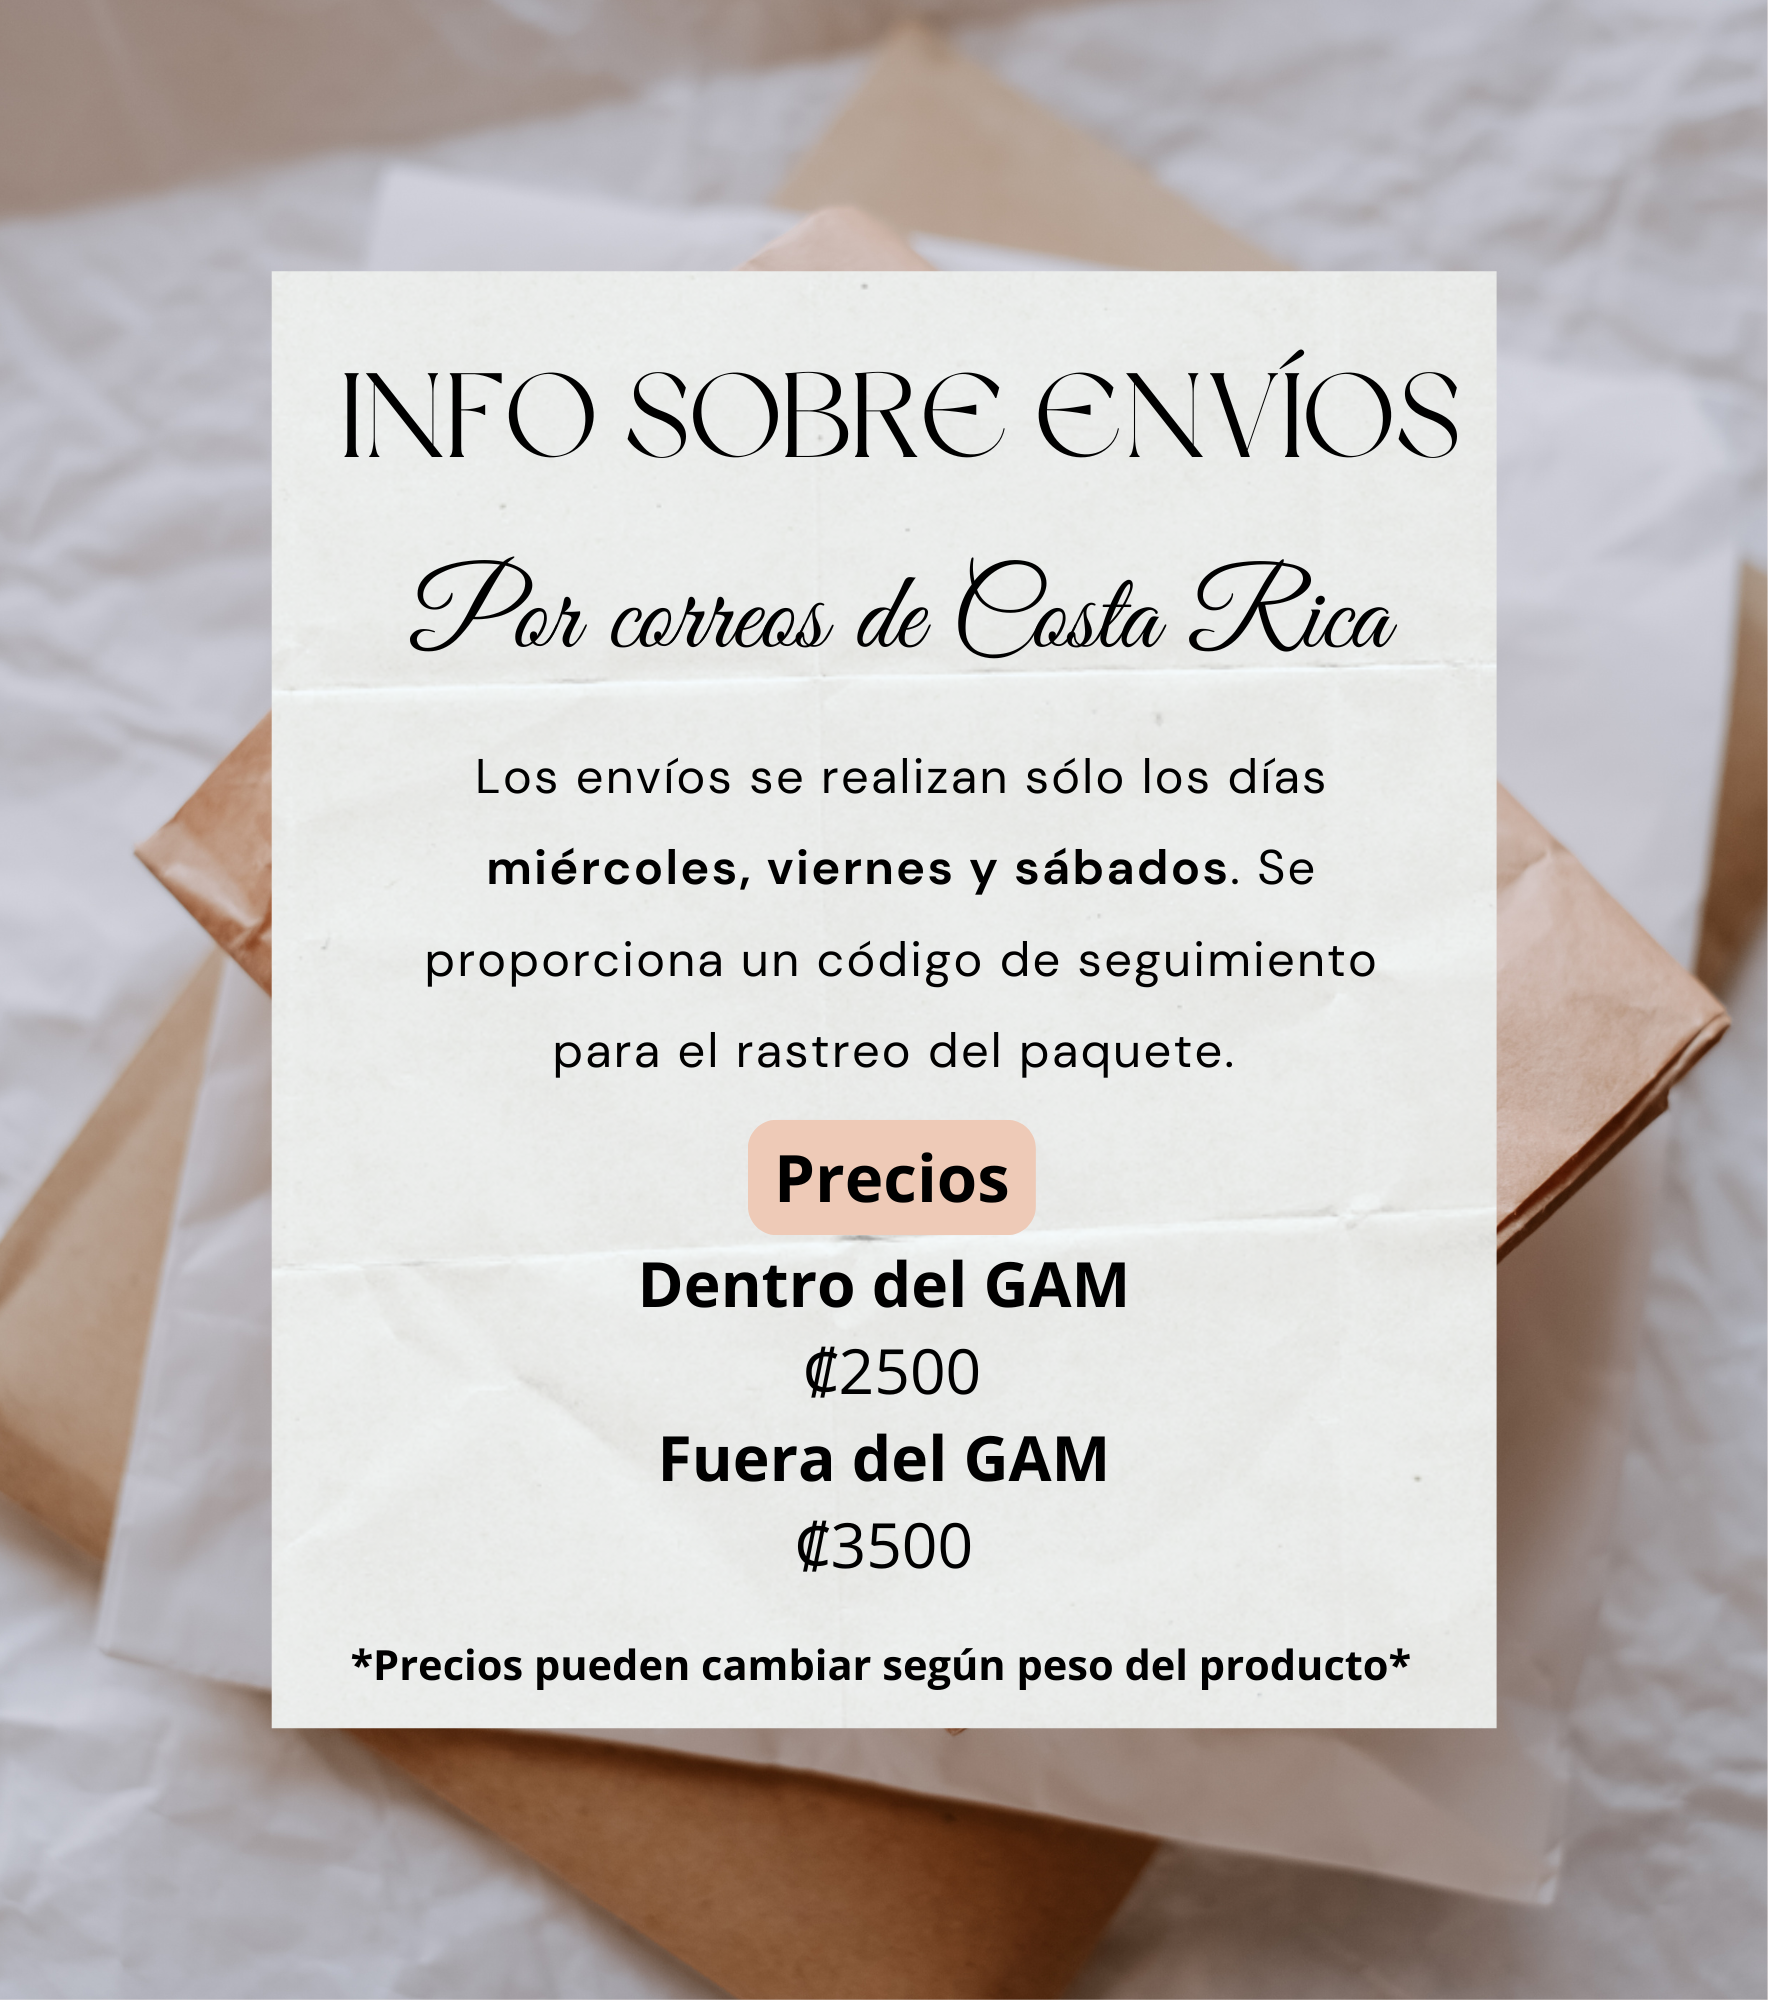 INFO SOBRE ENVÍOS
Por correos de Costa Rica
Los envíos se realizan sólo los días
miércoles, viernes y sábados. Se
proporciona un código de seguimiento
para el rastreo del paquete.
Precios
Dentro del GAM
₡2500
Fuera del GAM
₡3500
*Precios pueden cambiar según peso del producto*